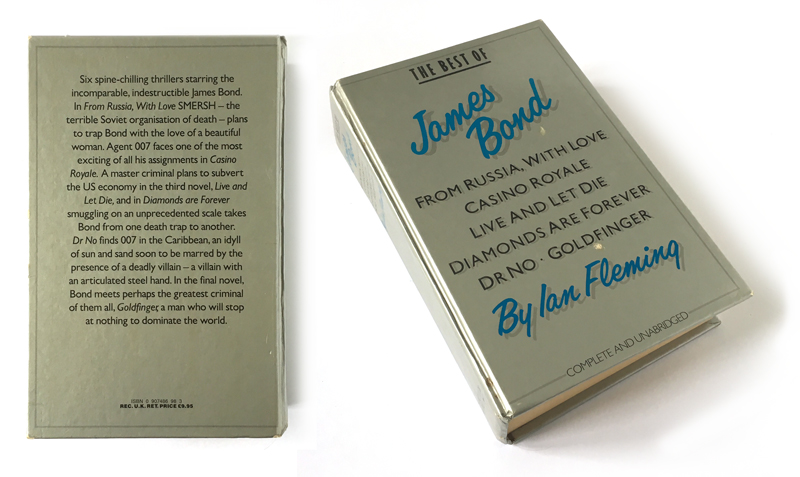 Six spine-chilling thrillers starring the
incomparable, indestructible James Bond.
In From Russia, With Love SMERSH – the
terrible Soviet organisation of death – plans
to trap Bond with the love of a beautiful
woman. Agent 007 faces one of the most
exciting of all his assignments in Casino
Royale. A master criminal plans to subvert
the US economy in the third novel, Live and
Let Die, and in Diamonds are Forever
smuggling on an unprecedented scale takes
Bond from one death trap to another.
Dr No finds 007 in the Caribbean, an idyll
of sun and sand soon to be marred by the
presence of a deadly villain – a villain with
an articulated steel hand. In the final novel,
Bond meets perhaps the greatest criminal
of them all, Goldfinger, a man who will stop
at nothing to dominate the world.
ISBN 0 907486 98 3
REC. U.K. RET. PRICE £9.95
THE BEST OF
James
Bond
FROM RUSSIA, WITH LOVE
CASINO ROYALE
LIVE AND LET DIE
DIAMONDS ARE FOREVER
DR NO · GOLDFINGER
By Ian Fleming
COMPLETE AND UNABRIDGED